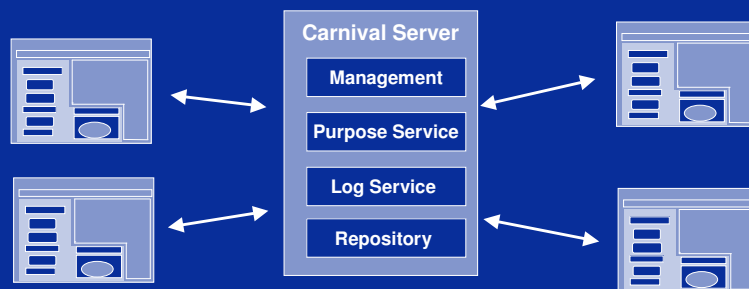 Carnival Server
Management
Purpose Service
Log Service
Repository